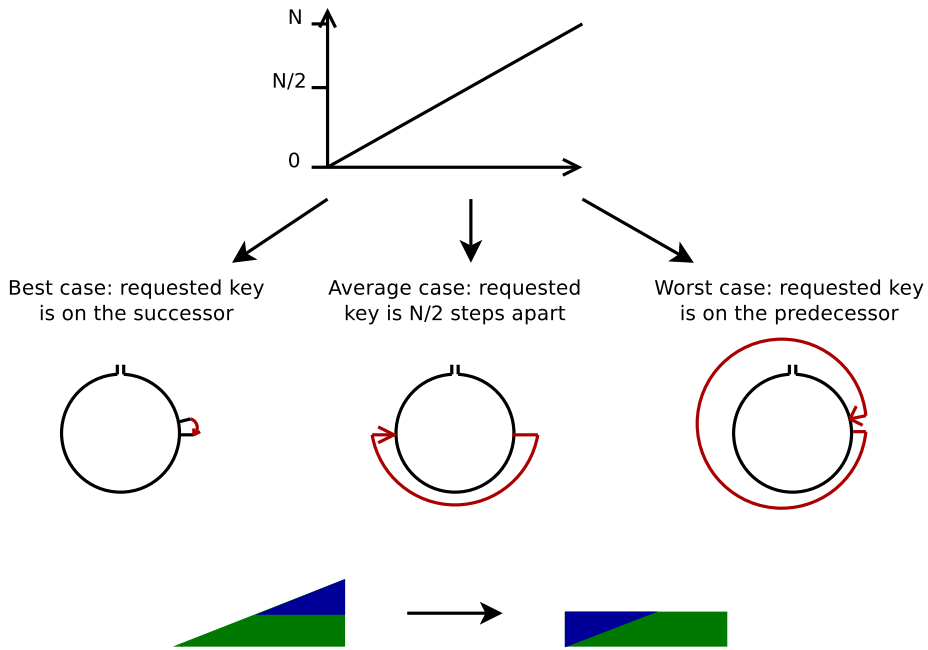 N
N/2
0
Best case: requested key
is on the successor
Average case: requested
key is N/2 steps apart
Worst case: requested key
is on the predecessor